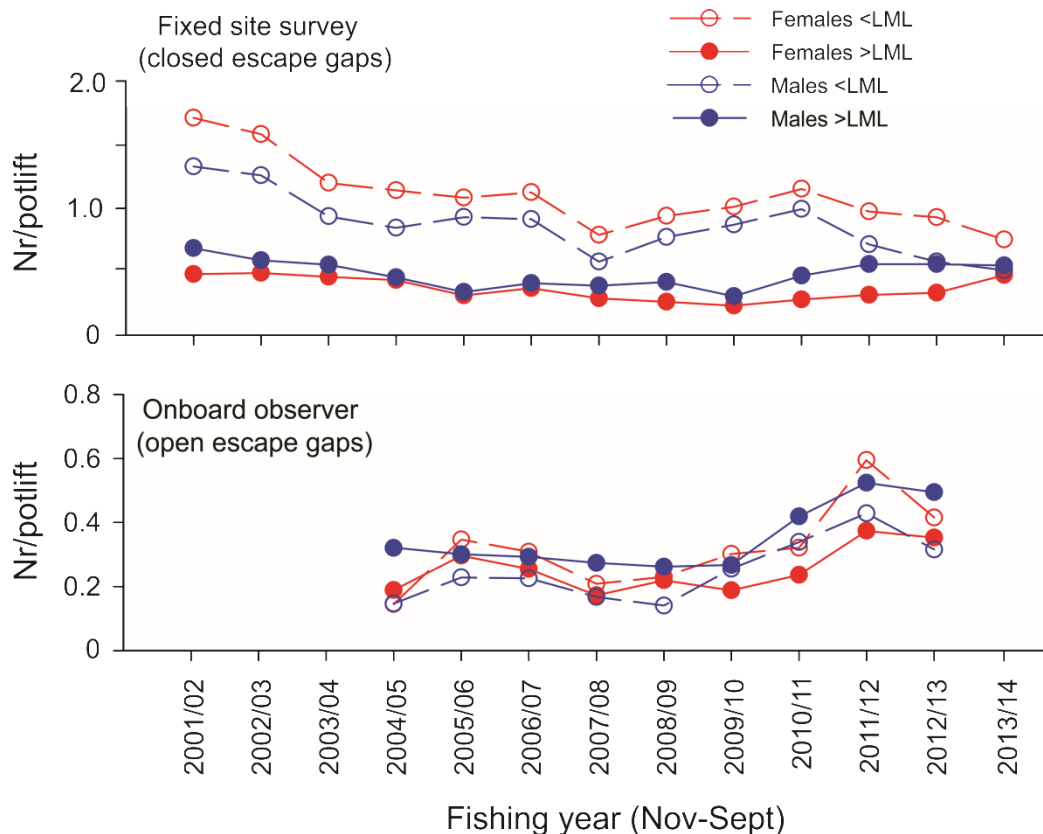 Fixed site survey
(closed escape gaps)
Females <LML
Females >LML
Males <LML
Males >LML
2.0
1.0
0
Nr/potlift
Onboard observer
(open escape gaps)
0.8
0.6
0.4
0.2
0
Nr/potlift
2001/02
2002/03
2003/04
2004/05
2005/06
2006/07
2007/08
2008/09
2009/10
2010/11
2011/12
2012/13
2013/14
Fishing year (Nov-Sept)